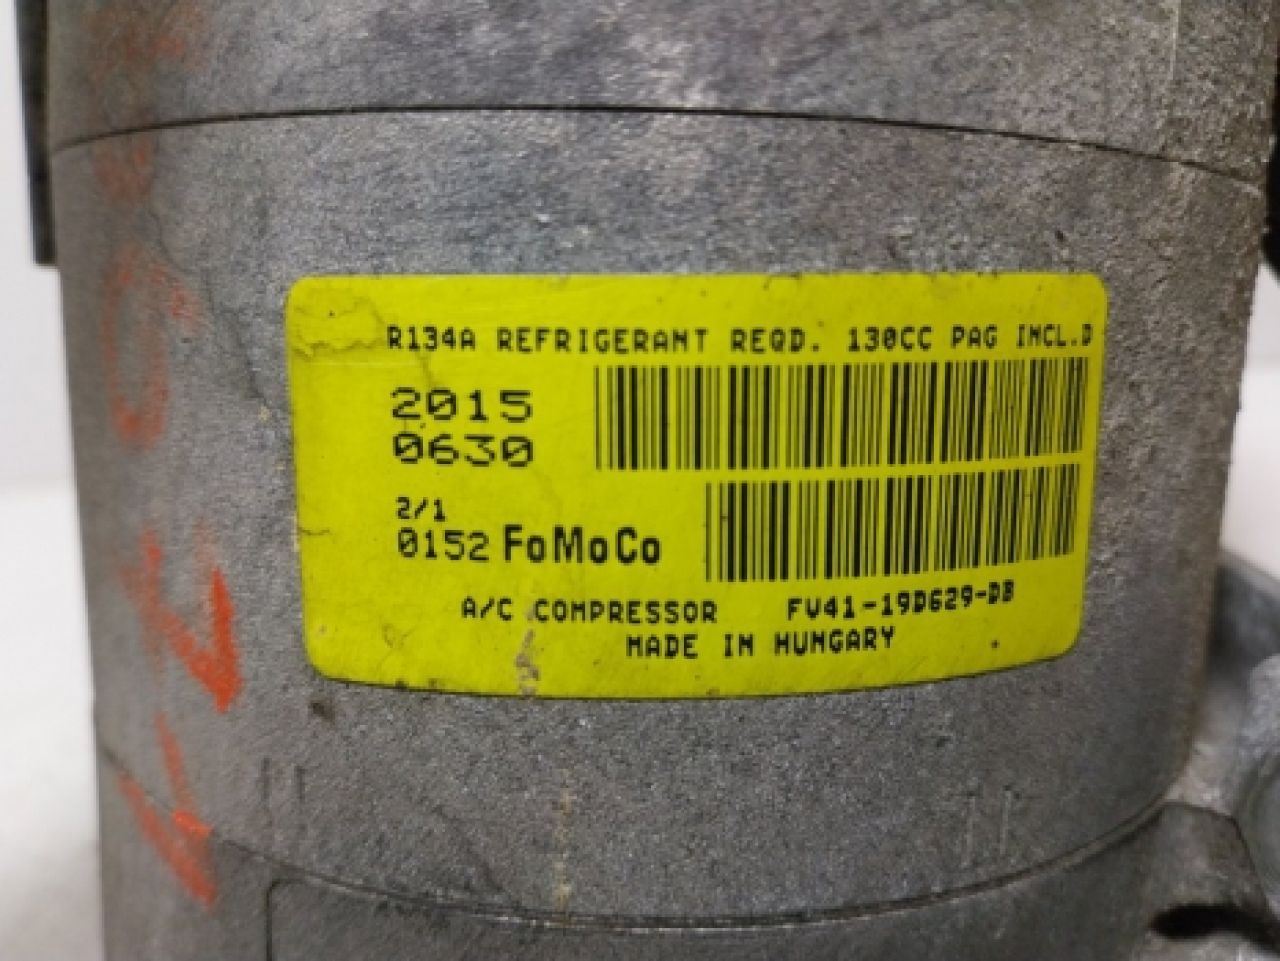 R134A REFRIGERANT REQD. 130CC PAG INCL.D
2015
0630
2/1
0152 FoMoCo
A/C COMPRESSOR FV41-19D629-DB
MADE IN HUNGARY